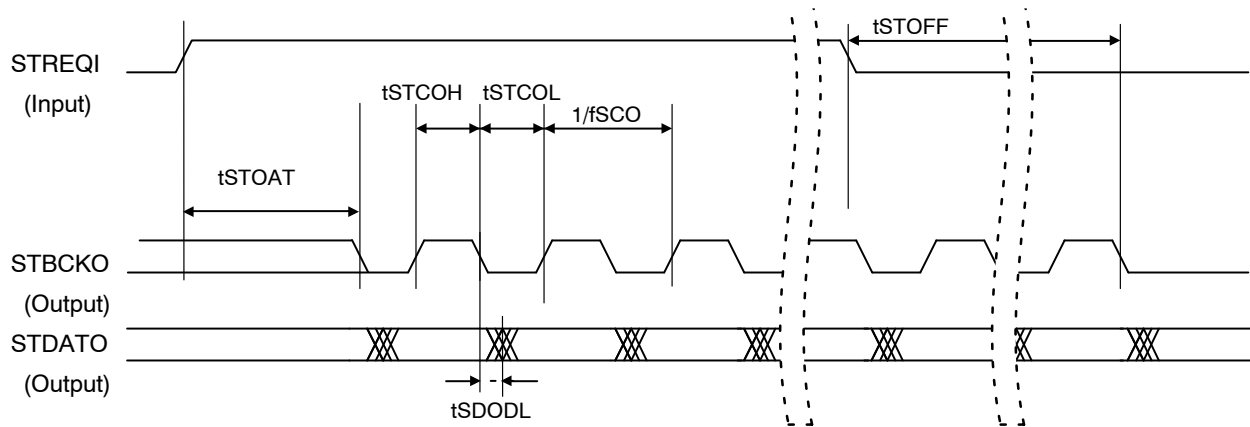 tSTOFF
STREQI
(Input)
tSTCOH tSTCOL
1/fSCO
tSTOAT
STBCKO
(Output)
STDATO
(Output)
tSDODL